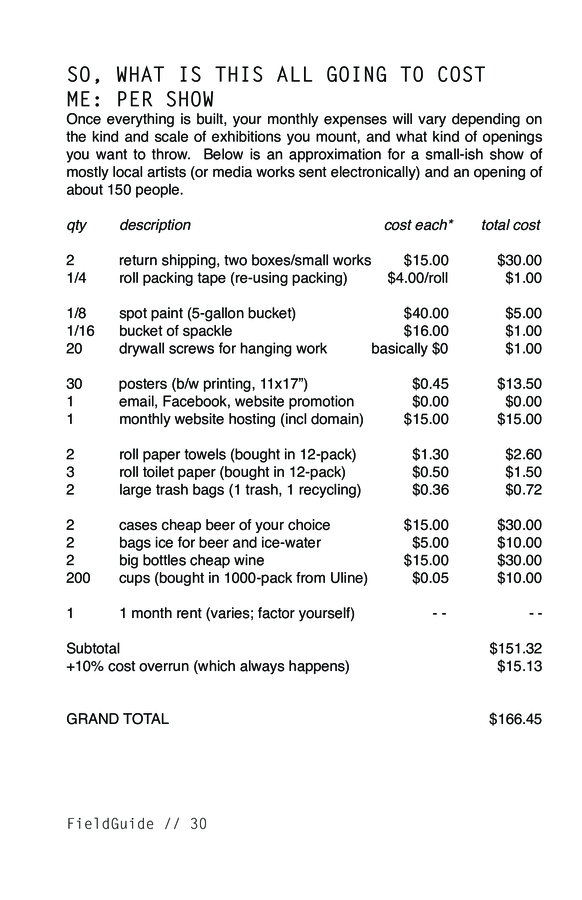 SO, WHAT IS THIS ALL GOING TO COST
ME: PER SHOW
Once everything is built, your monthly expenses will vary depending on
the kind and scale of exhibitions you mount, and what kind of openings
you want to throw.  Below is an approximation for a small-ish show of
mostly local artists (or media works sent electronically) and an opening of
about 150 people.
qty description cost each* total cost
2 return shipping, two boxes/small works $15.00 $30.00
1/4 roll packing tape (re-using packing) $4.00/roll $1.00
1/8 spot paint (5-gallon bucket) $40.00 $5.00
1/16 bucket of spackle $16.00 $1.00
20 drywall screws for hanging work basically $0 $1.00
30 posters (b/w printing, 11x17”) $0.45 $13.50
1 email, Facebook, website promotion $0.00 $0.00
1 monthly website hosting (incl domain) $15.00 $15.00
2 roll paper towels (bought in 12-pack) $1.30 $2.60
3 roll toilet paper (bought in 12-pack) $0.50 $1.50
2 large trash bags (1 trash, 1 recycling) $0.36 $0.72
2 cases cheap beer of your choice $15.00 $30.00
2 bags ice for beer and ice-water $5.00 $10.00
2 big bottles cheap wine $15.00 $30.00
200 cups (bought in 1000-pack from Uline) $0.05 $10.00
1 1 month rent (varies; factor yourself) - - - -
Subtotal $151.32
+10% cost overrun (which always happens) $15.13
GRAND TOTAL $166.45
FieldGuide // 30